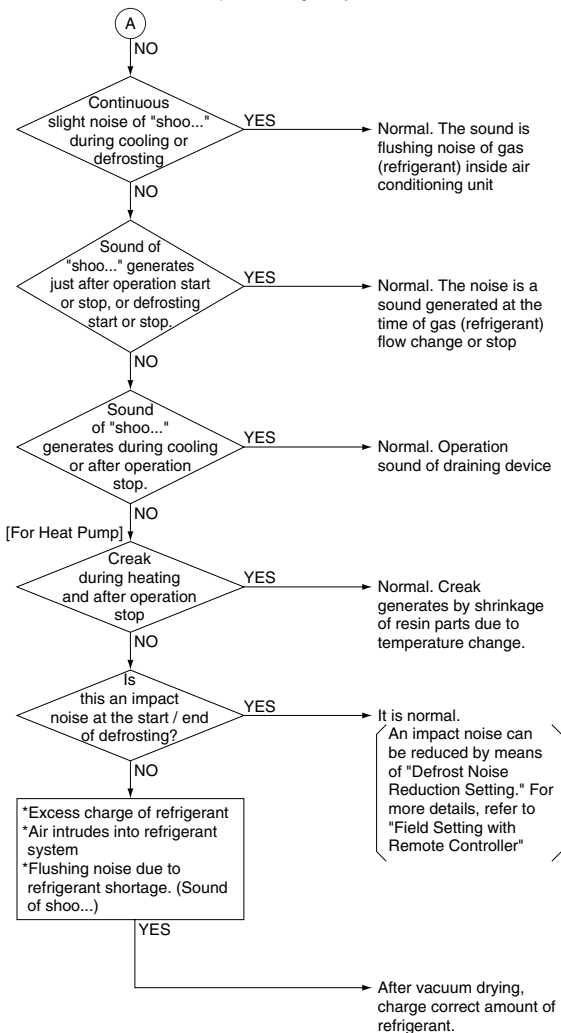 A
NO
Continuous
slight noise of "shoo..."
during cooling or
defrosting
YES
Normal. The sound is
flushing noise of gas
(refrigerant) inside air
conditioning unit
NO
Sound of
"shoo..." generates
just after operation start
or stop, or defrosting
start or stop.
YES
Normal. The noise is a
sound generated at the
time of gas (refrigerant)
flow change or stop
NO
Sound
of "shoo..."
generates during cooling
or after operation
stop.
YES
Normal. Operation
sound of draining device
NO
[For Heat Pump]
Creak
during heating
and after operation
stop
YES
Normal. Creak
generates by shrinkage
of resin parts due to
temperature change.
NO
Is
this an impact
noise at the start / end
of defrosting?
YES
It is normal.
An impact noise can
be reduced by means
of "Defrost Noise
Reduction Setting." For
more details, refer to
"Field Setting with
Remote Controller"
NO
*Excess charge of refrigerant
*Air intrudes into refrigerant
system
*Flushing noise due to
refrigerant shortage. (Sound
of shoo...)
YES
After vacuum drying,
charge correct amount of
refrigerant.